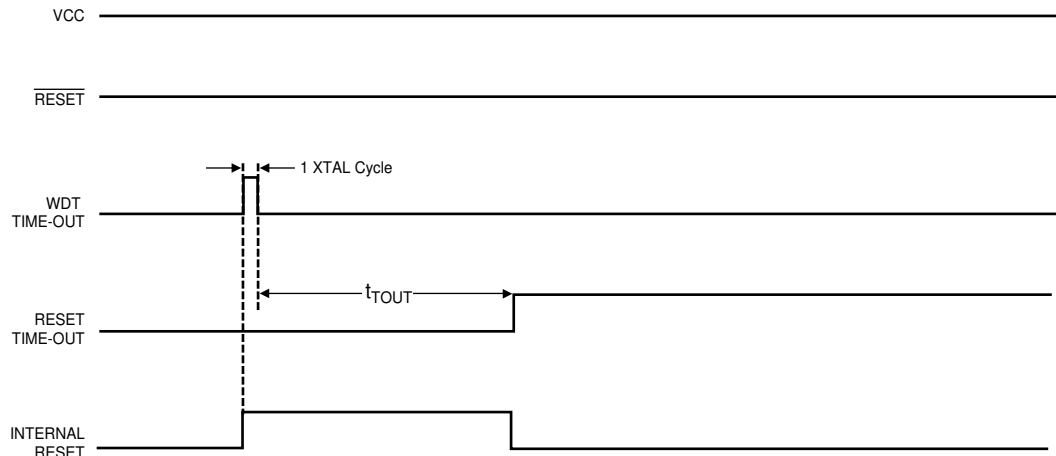 VCC
RESET
1 XTAL Cycle
WDT
TIME-OUT
tTOUT
RESET
TIME-OUT
INTERNAL
RESET